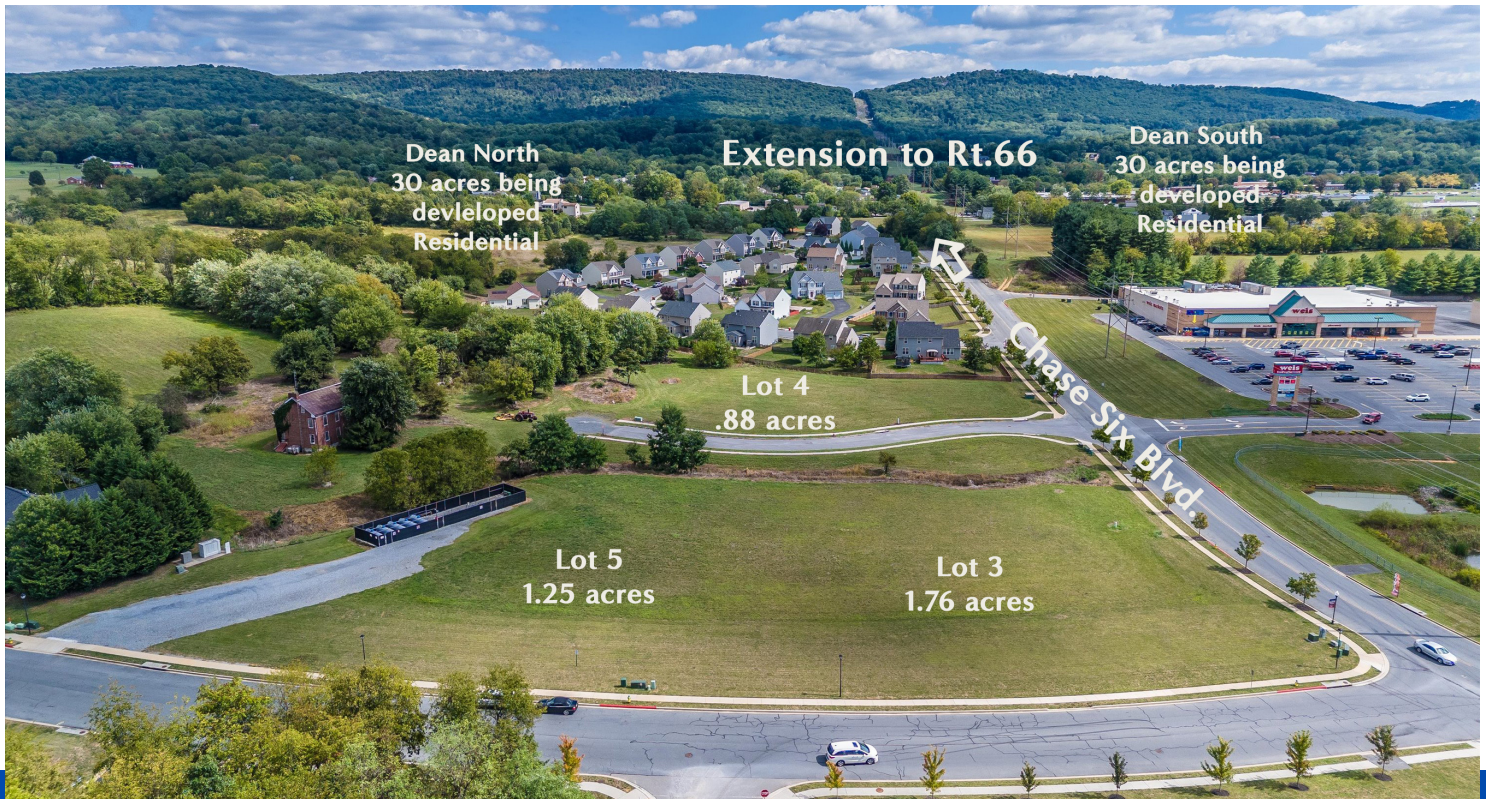 Dean North
30 acres being
devleloped
Residential
Extension to Rt.66
Dean South
30 acres being
developed
Residential
weis
weis
Chase Six Blvd.
Lot 4
.88 acres
Lot 5
1.25 acres
Lot 3
1.76 acres